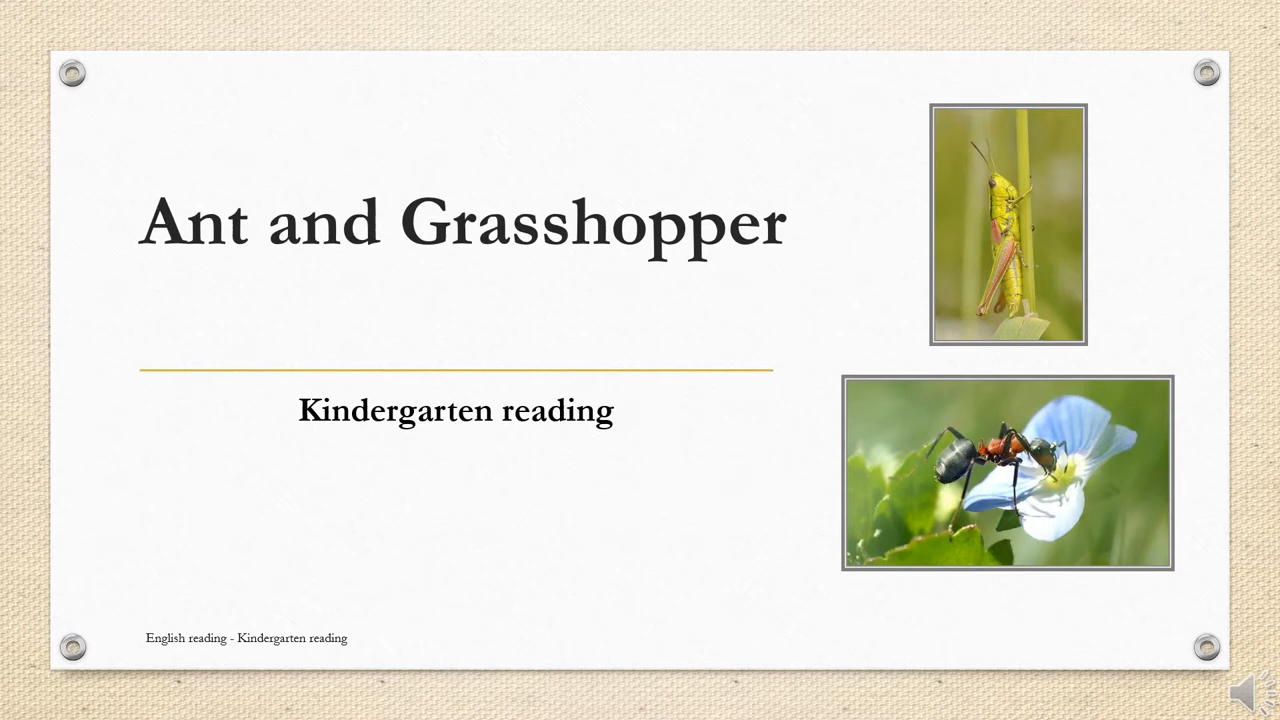 Ant and Grasshopper
Kindergarten reading
English reading - Kindergarten reading